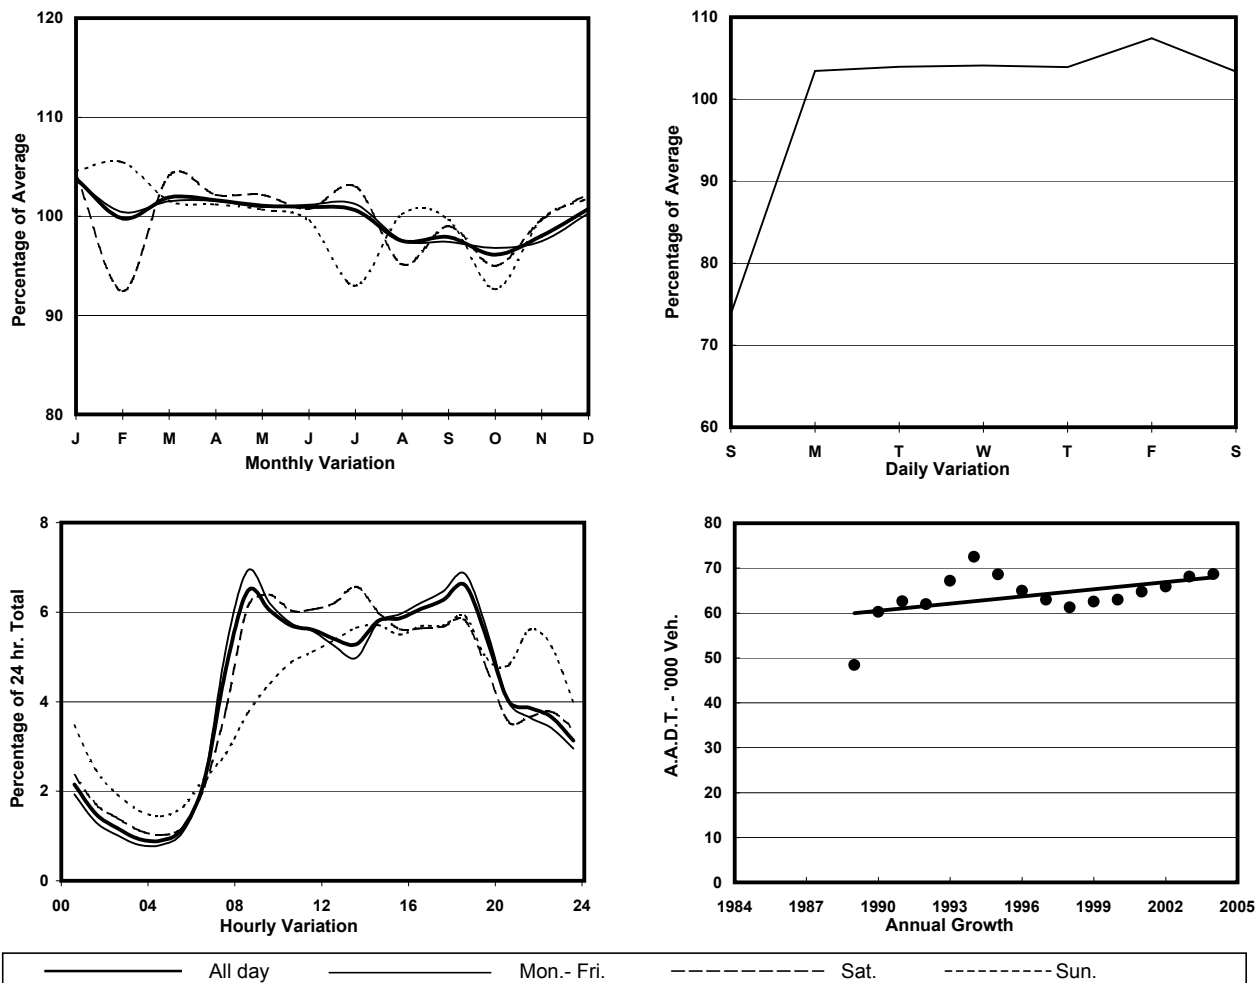 120
110
100
90
80
Percentage of Average
J F M A M J J A S O N D
Monthly Variation
110
100
90
80
70
60
Percentage of Average
S M T W T F S
Daily Variation
8
6
4
2
0
Percentage of 24 hr. Total
00 04 08 12 16 20 24
Hourly Variation
80
70
60
50
40
30
20
10
0
A.A.D.T. - '000 Veh.
1984 1987 1990 1993 1996 1999 2002 2005
Annual Growth
All day Mon.- Fri. Sat. Sun.